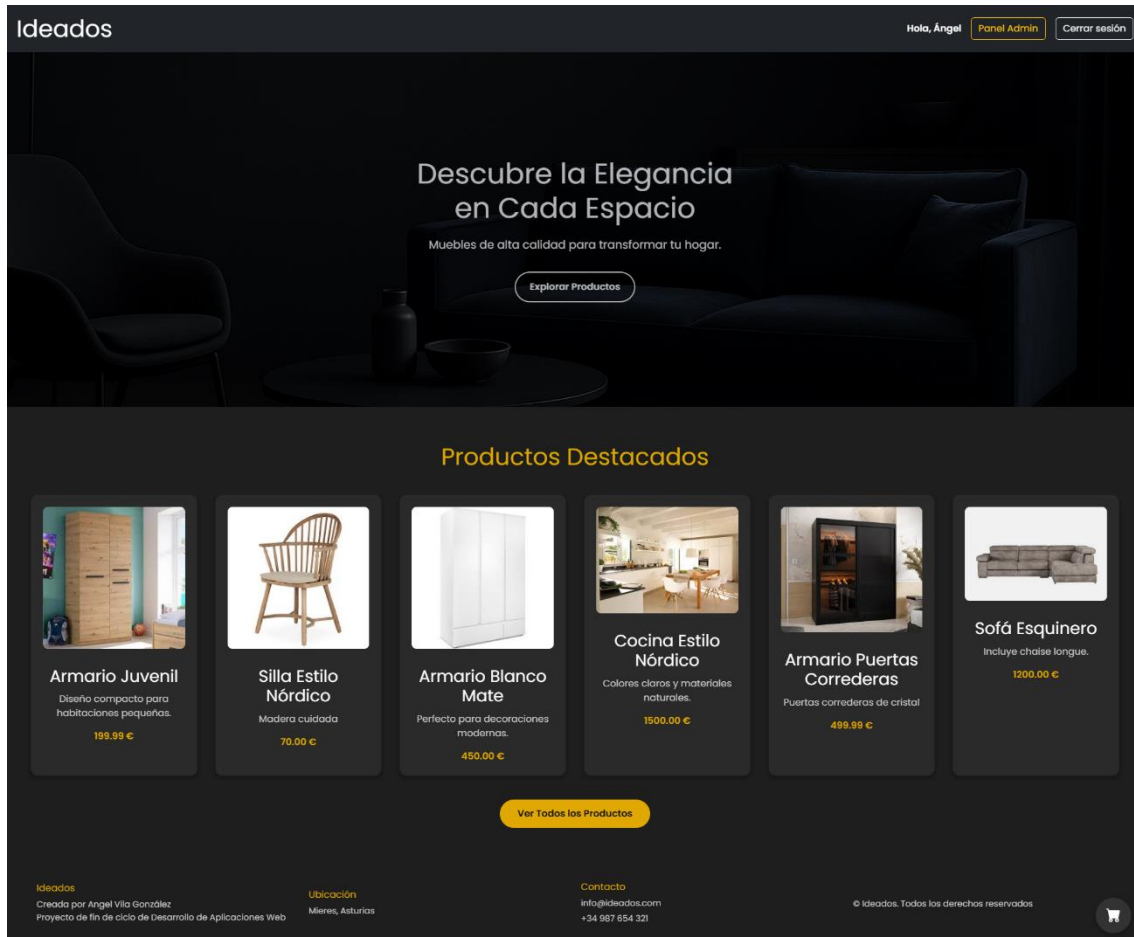 Ideados
Hola, Ángel
Panel Admin
Cerrar sesión
Descubre la Elegancia
en Cada Espacio
Muebles de alta calidad para transformar tu hogar.
Explorar Productos
Productos Destacados
Armario Juvenil
Diseño compacto para
habitaciones pequeñas.
199.99 €
Silla Estilo
Nórdico
Madera cuidada
70.00 €
Armario Blanco
Mate
Perfecto para decoraciones
modernas.
450.00 €
Cocina Estilo
Nórdico
Colores claros y materiales
naturales.
1500.00 €
Armario Puertas
Correderas
Puertas correderas de cristal
499.99 €
Sofá Esquinero
Incluye chaise longue.
1200.00 €
Ver Todos los Productos
Ideados
Creada por Angel Vila González
Proyecto de fin de ciclo de Desarrollo de Aplicaciones Web
Ubicación
Mieres, Asturias
Contacto
info@ideados.com
+34 987 654 321
© Ideados. Todos los derechos reservados